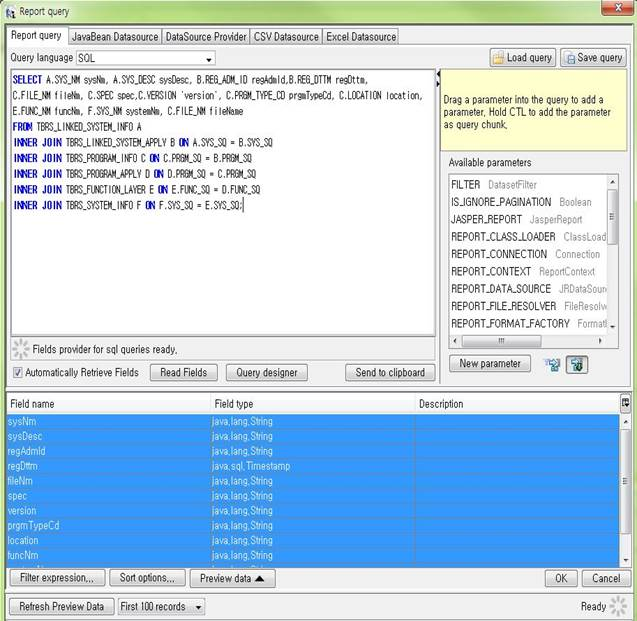 Report query
Report query JavaBean Datasource DataSource Provider CSV Datasource Excel Datasource
Query language SQL Load query Save query
SELECT A.SYS_NM sysNm, A.SYS_DESC sysDesc, B.REG_ADM_ID regAdmId,B.REG_DTTM regDttm,
C.FILE_NM fileNm, C.SPEC spec,C.VERSION 'version', C.PRGM_TYPE_CD prgmTypeCd, C.LOCATION location,
E.FUNC_NM funcNm, F.SYS_NM systemNm, C.FILE_NM fileName
FROM TBRS_LINKED_SYSTEM_INFO A
INNER JOIN TBRS_LINKED_SYSTEM_APPLY B ON A.SYS_SQ = B.SYS_SQ
INNER JOIN TBRS_PROGRAM_INFO C ON C.PRGM_SQ = B.PRGM_SQ
INNER JOIN TBRS_PROGRAM_APPLY D ON D.PRGM_SQ = C.PRGM_SQ
INNER JOIN TBRS_FUNCTION_LAYER E ON E.FUNC_SQ = D.FUNC_SQ
INNER JOIN TBRS_SYSTEM_INFO F ON F.SYS_SQ = E.SYS_SQ;
Drag a parameter into the query to add a
parameter, Hold CTL to add the parameter
as query chunk,
Available parameters
FILTER DatasetFilter
IS_IGNORE_PAGINATION Boolean
JASPER_REPORT JasperReport
REPORT_CLASS_LOADER ClassLoad
REPORT_CONNECTION Connection
REPORT_CONTEXT ReportContext
REPORT_DATA_SOURCE JRDataSour
REPORT_FILE_RESOLVER FileResolv
REPORT_FORMAT_FACTORY Format
New parameter
Fields provider for sql queries ready,
Automatically Retrieve Fields Read Fields Query designer Send to clipboard
Field name Field type Description
sysNm java,lang,String
sysDesc java,lang,String
regAdmId java,lang,String
regDttm java,sql,Timestamp
fileNm java,lang,String
spec java,lang,String
version java,lang,String
prgmTypeCd java,lang,String
location java,lang,String
funcNm java,lang,String
Filter expression,,, Sort options,,, Preview data OK Cancel
Refresh Preview Data First 100 records Ready